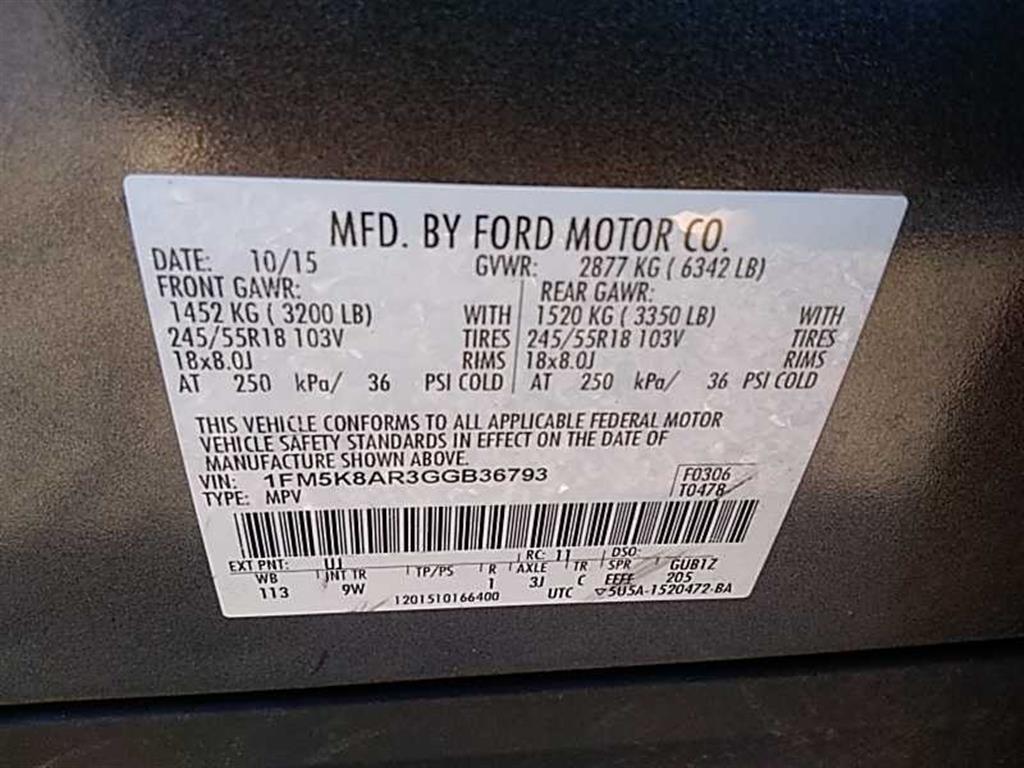 MFD. BY FORD MOTOR CO.
DATE: 10/15 GVWR: 2877 KG ( 6342 LB)
FRONT GAWR: REAR GAWR:
1452 KG ( 3200 LB) WITH 1520 KG ( 3350 LB) WITH
245/55R18 103V TIRES 245/55R18 103V TIRES
18x8.0J RIMS 18x8.0J RIMS
AT 250 kPa/ 36 PSI COLD AT 250 kPa/ 36 PSI COLD
THIS VEHICLE CONFORMS TO ALL APPLICABLE FEDERAL MOTOR
VEHICLE SAFETY STANDARDS IN EFFECT ON THE DATE OF
MANUFACTURE SHOWN ABOVE.
VIN: 1FM5K8AR3GGB36793 F0306
TYPE: MPV T0478
EXT PNT: UJ RC: 11 DSO:
WB INT TR TP/PS R AXLE TR SPR GUB1Z
113 9W 1 3J C EEFF 205
1201510166400 UTC ▽5U5A-1520472-BA